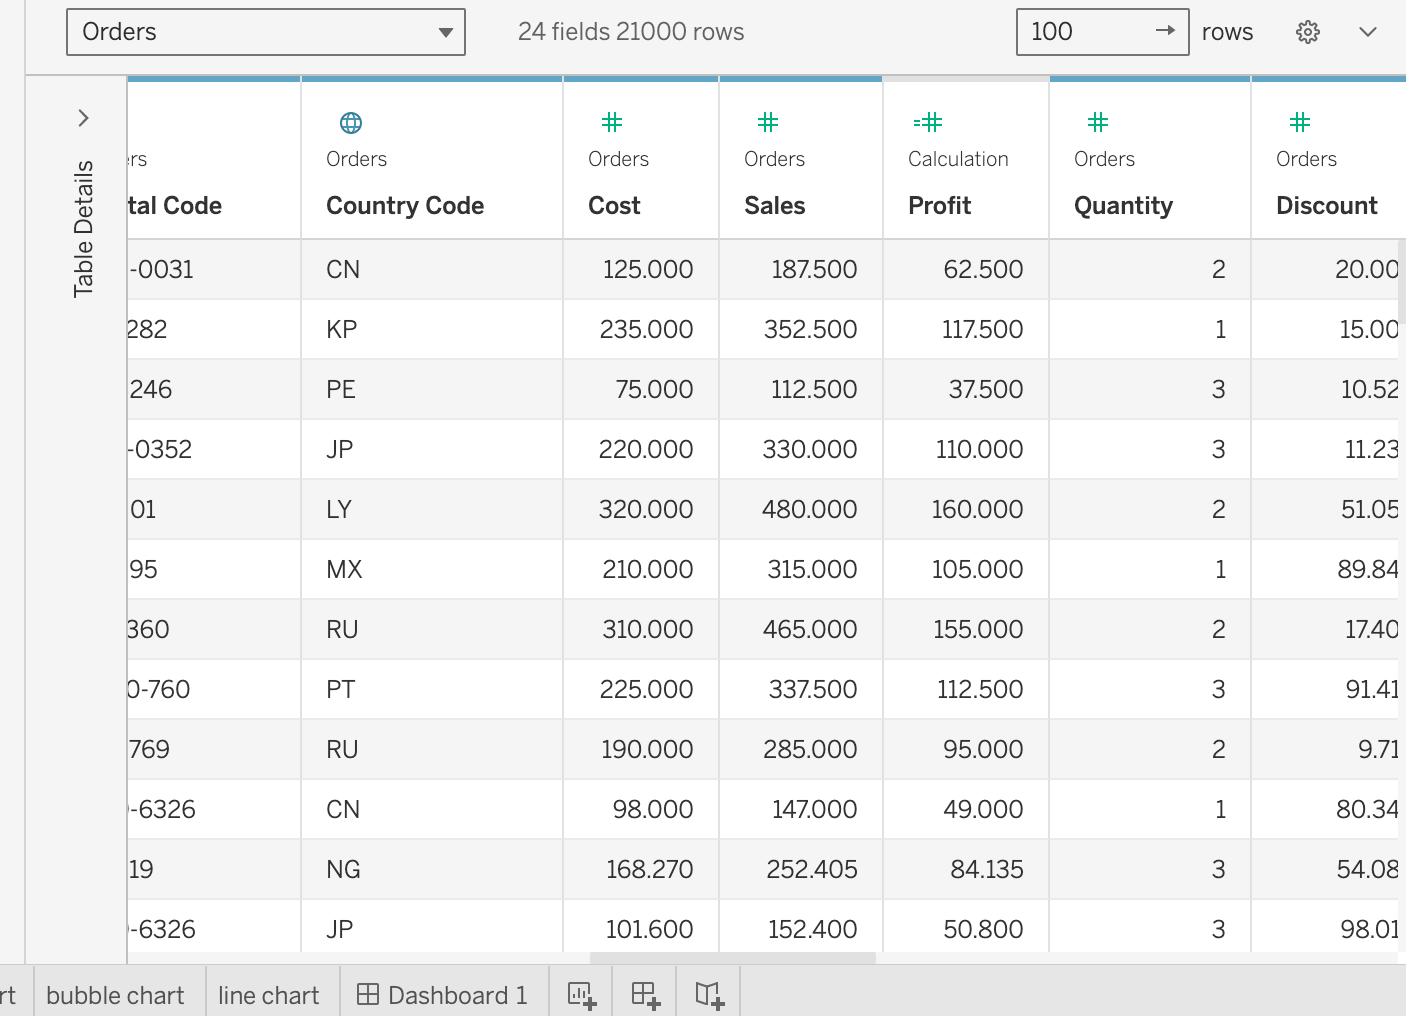 Orders 24 fields 21000 rows 100 → rows
Table Details
ers Orders Orders Orders Calculation Orders Orders
tal Code Country Code Cost Sales Profit Quantity Discount
-0031 CN 125.000 187.500 62.500 2 20.00
282 KP 235.000 352.500 117.500 1 15.00
246 PE 75.000 112.500 37.500 3 10.52
-0352 JP 220.000 330.000 110.000 3 11.23
01 LY 320.000 480.000 160.000 2 51.05
95 MX 210.000 315.000 105.000 1 89.84
360 RU 310.000 465.000 155.000 2 17.40
0-760 PT 225.000 337.500 112.500 3 91.41
769 RU 190.000 285.000 95.000 2 9.71
-6326 CN 98.000 147.000 49.000 1 80.34
19 NG 168.270 252.405 84.135 3 54.08
-6326 JP 101.600 152.400 50.800 3 98.01
rt bubble chart line chart Dashboard 1